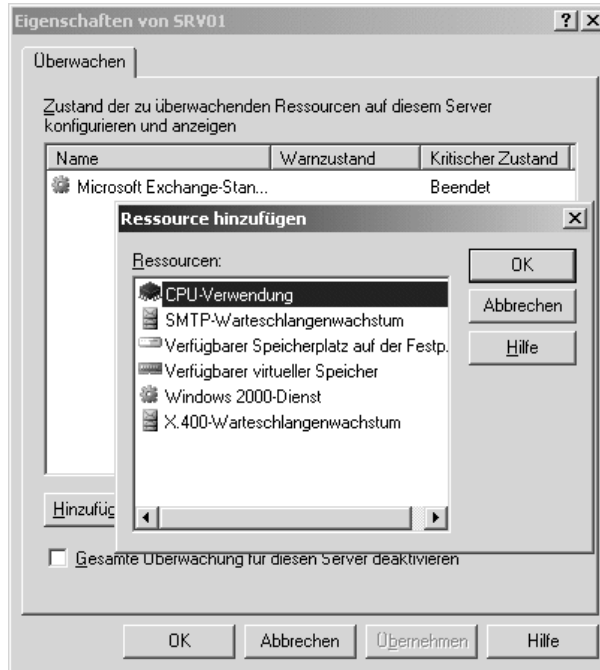 Eigenschaften von SRV01
Überwachen
Zustand der zu überwachenden Ressourcen auf diesem Server
konfigurieren und anzeigen
Name Warnzustand Kritischer Zustand
Microsoft Exchange-Stan... Beendet
Ressource hinzufügen
Ressourcen:
CPU-Verwendung
SMTP-Warteschlangenwachstum
Verfügbarer Speicherplatz auf der Festp.
Verfügbarer virtueller Speicher
Windows 2000-Dienst
X.400-Warteschlangenwachstum
OK
Abbrechen
Hilfe
Hinzufüg
Gesamte Überwachung für diesen Server deaktivieren
OK Abbrechen Übernehmen Hilfe